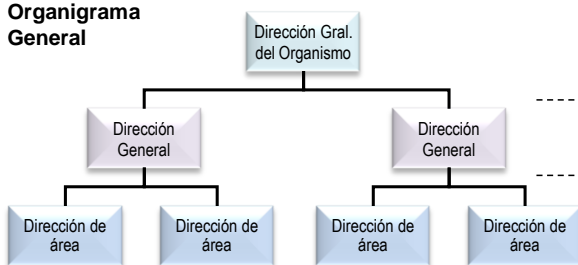 Organigrama
General
Dirección Gral.
del Organismo
Dirección
General
Dirección
General
Dirección de
área
Dirección de
área
Dirección de
área
Dirección de
área